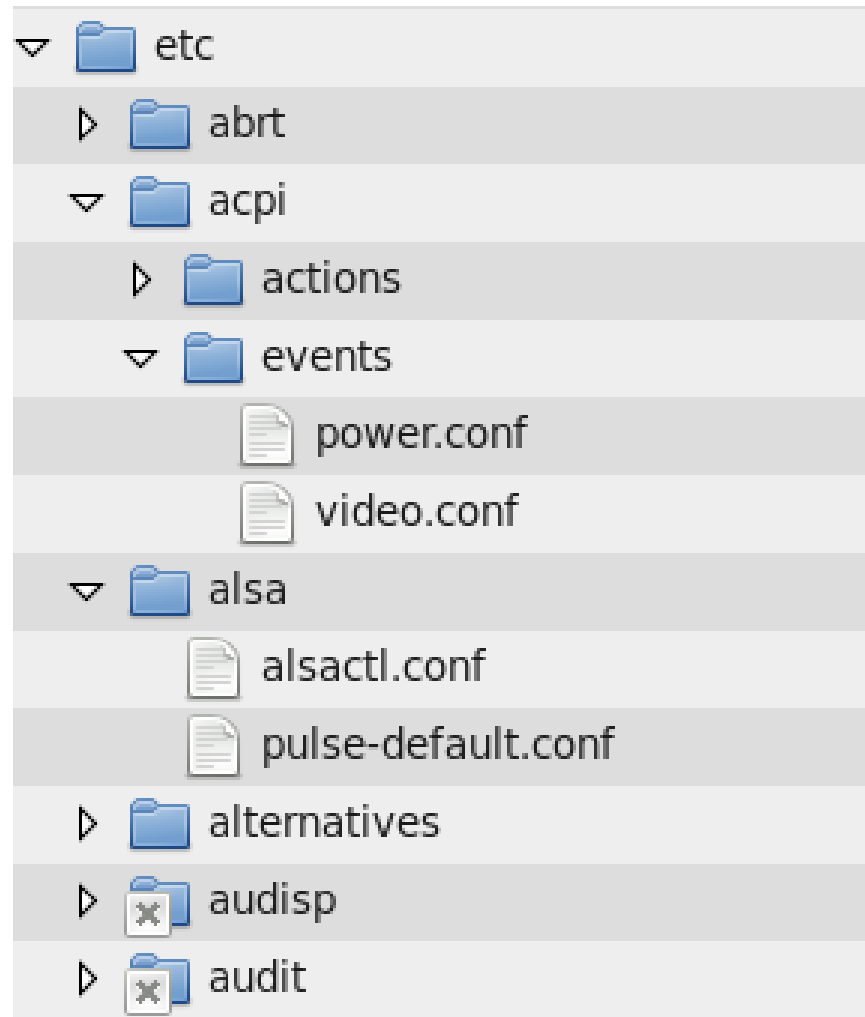 etc
abrt
acpi
actions
events
power.conf
video.conf
alsa
alsactl.conf
pulse-default.conf
alternatives
audisp
audit